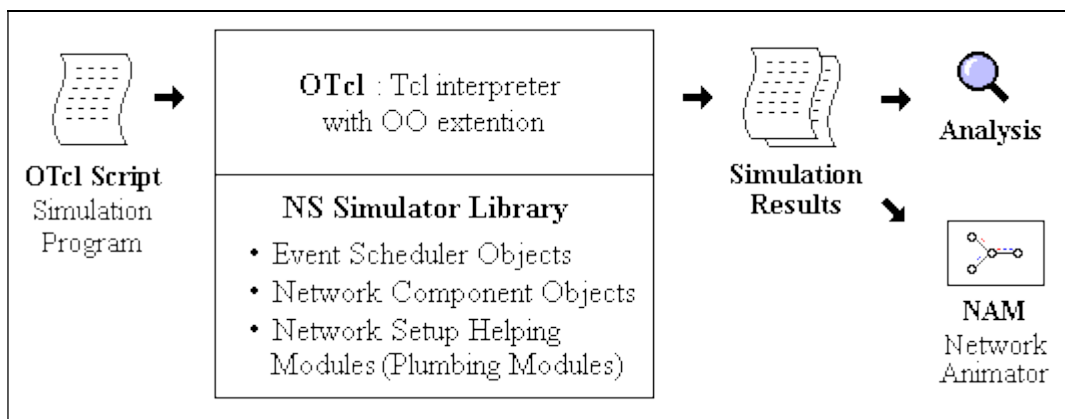 OTcl Script
Simulation
Program
OTcl : Tcl interpreter
with OO extention
NS Simulator Library
• Event Scheduler Objects
• Network Component Objects
• Network Setup Helping
Modules (Plumbing Modules)
Simulation
Results
Analysis
NAM
Network
Animator